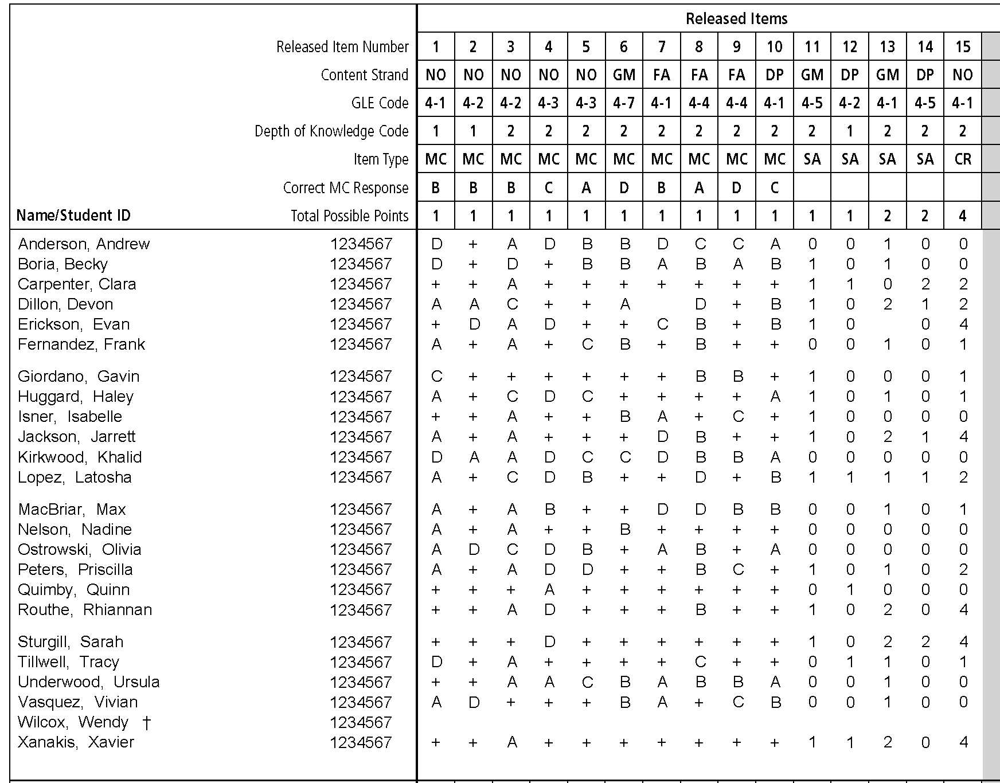 Released Items
Released Item Number 1 2 3 4 5 6 7 8 9 10 11 12 13 14 15
Content Strand NO NO NO NO NO GM FA FA FA DP GM DP GM DP NO
GLE Code 4-1 4-2 4-2 4-3 4-3 4-7 4-1 4-4 4-4 4-1 4-5 4-2 4-1 4-5 4-1
Depth of Knowledge Code 1 1 2 2 2 2 2 2 2 2 2 1 2 2 2
Item Type MC MC MC MC MC MC MC MC MC MC SA SA SA SA CR
Correct MC Response B B B C A D B A D C
Name/Student ID Total Possible Points 1 1 1 1 1 1 1 1 1 1 1 1 2 2 4
Anderson, Andrew 1234567 D + A D B B D C C A 0 0 1 0 0
Boria, Becky 1234567 D + D + B B A B A B 1 0 1 0 0
Carpenter, Clara 1234567 + + A + + + + + + + 1 1 0 2 2
Dillon, Devon 1234567 A A C + + A D + B 1 0 2 1 2
Erickson, Evan 1234567 + D A D + + C B + B 1 0 0 4
Fernandez, Frank 1234567 A + A + C B + B + + 0 0 1 0 1
Giordano, Gavin 1234567 C + + + + + + B B + 1 0 0 0 1
Huggard, Haley 1234567 A + C D C + + + + A 1 0 1 0 1
Isner, Isabelle 1234567 + + A + + B A + C + 1 0 0 0 0
Jackson, Jarrett 1234567 A + A + + + D B + + 1 0 2 1 4
Kirkwood, Khalid 1234567 D A A D C C D B B A 0 0 0 0 0
Lopez, Latosha 1234567 A + C D B + + D + B 1 1 1 1 2
MacBriar, Max 1234567 A + A B + + D D B B 0 0 1 0 1
Nelson, Nadine 1234567 A + A + + B + + + + 0 0 0 0 0
Ostrowski, Olivia 1234567 A D C D B + A B + A 0 0 0 0 0
Peters, Priscilla 1234567 A + A D D + + B C + 1 0 1 0 2
Quimby, Quinn 1234567 + + + A + + + + + + 0 1 0 0 0
Routhe, Rhiannan 1234567 + + A D + + + B + + 1 0 2 0 4
Sturgill, Sarah 1234567 + + + D + + + + + + 1 0 2 2 4
Tillwell, Tracy 1234567 D + A + + + + C + + 0 1 1 0 1
Underwood, Ursula 1234567 + + A A C B A B B A 0 0 1 0 0
Vasquez, Vivian 1234567 A D + + + B A + C B 0 0 1 0 0
Wilcox, Wendy † 1234567
Xanakis, Xavier 1234567 + + A + + + + + + + 1 1 2 0 4